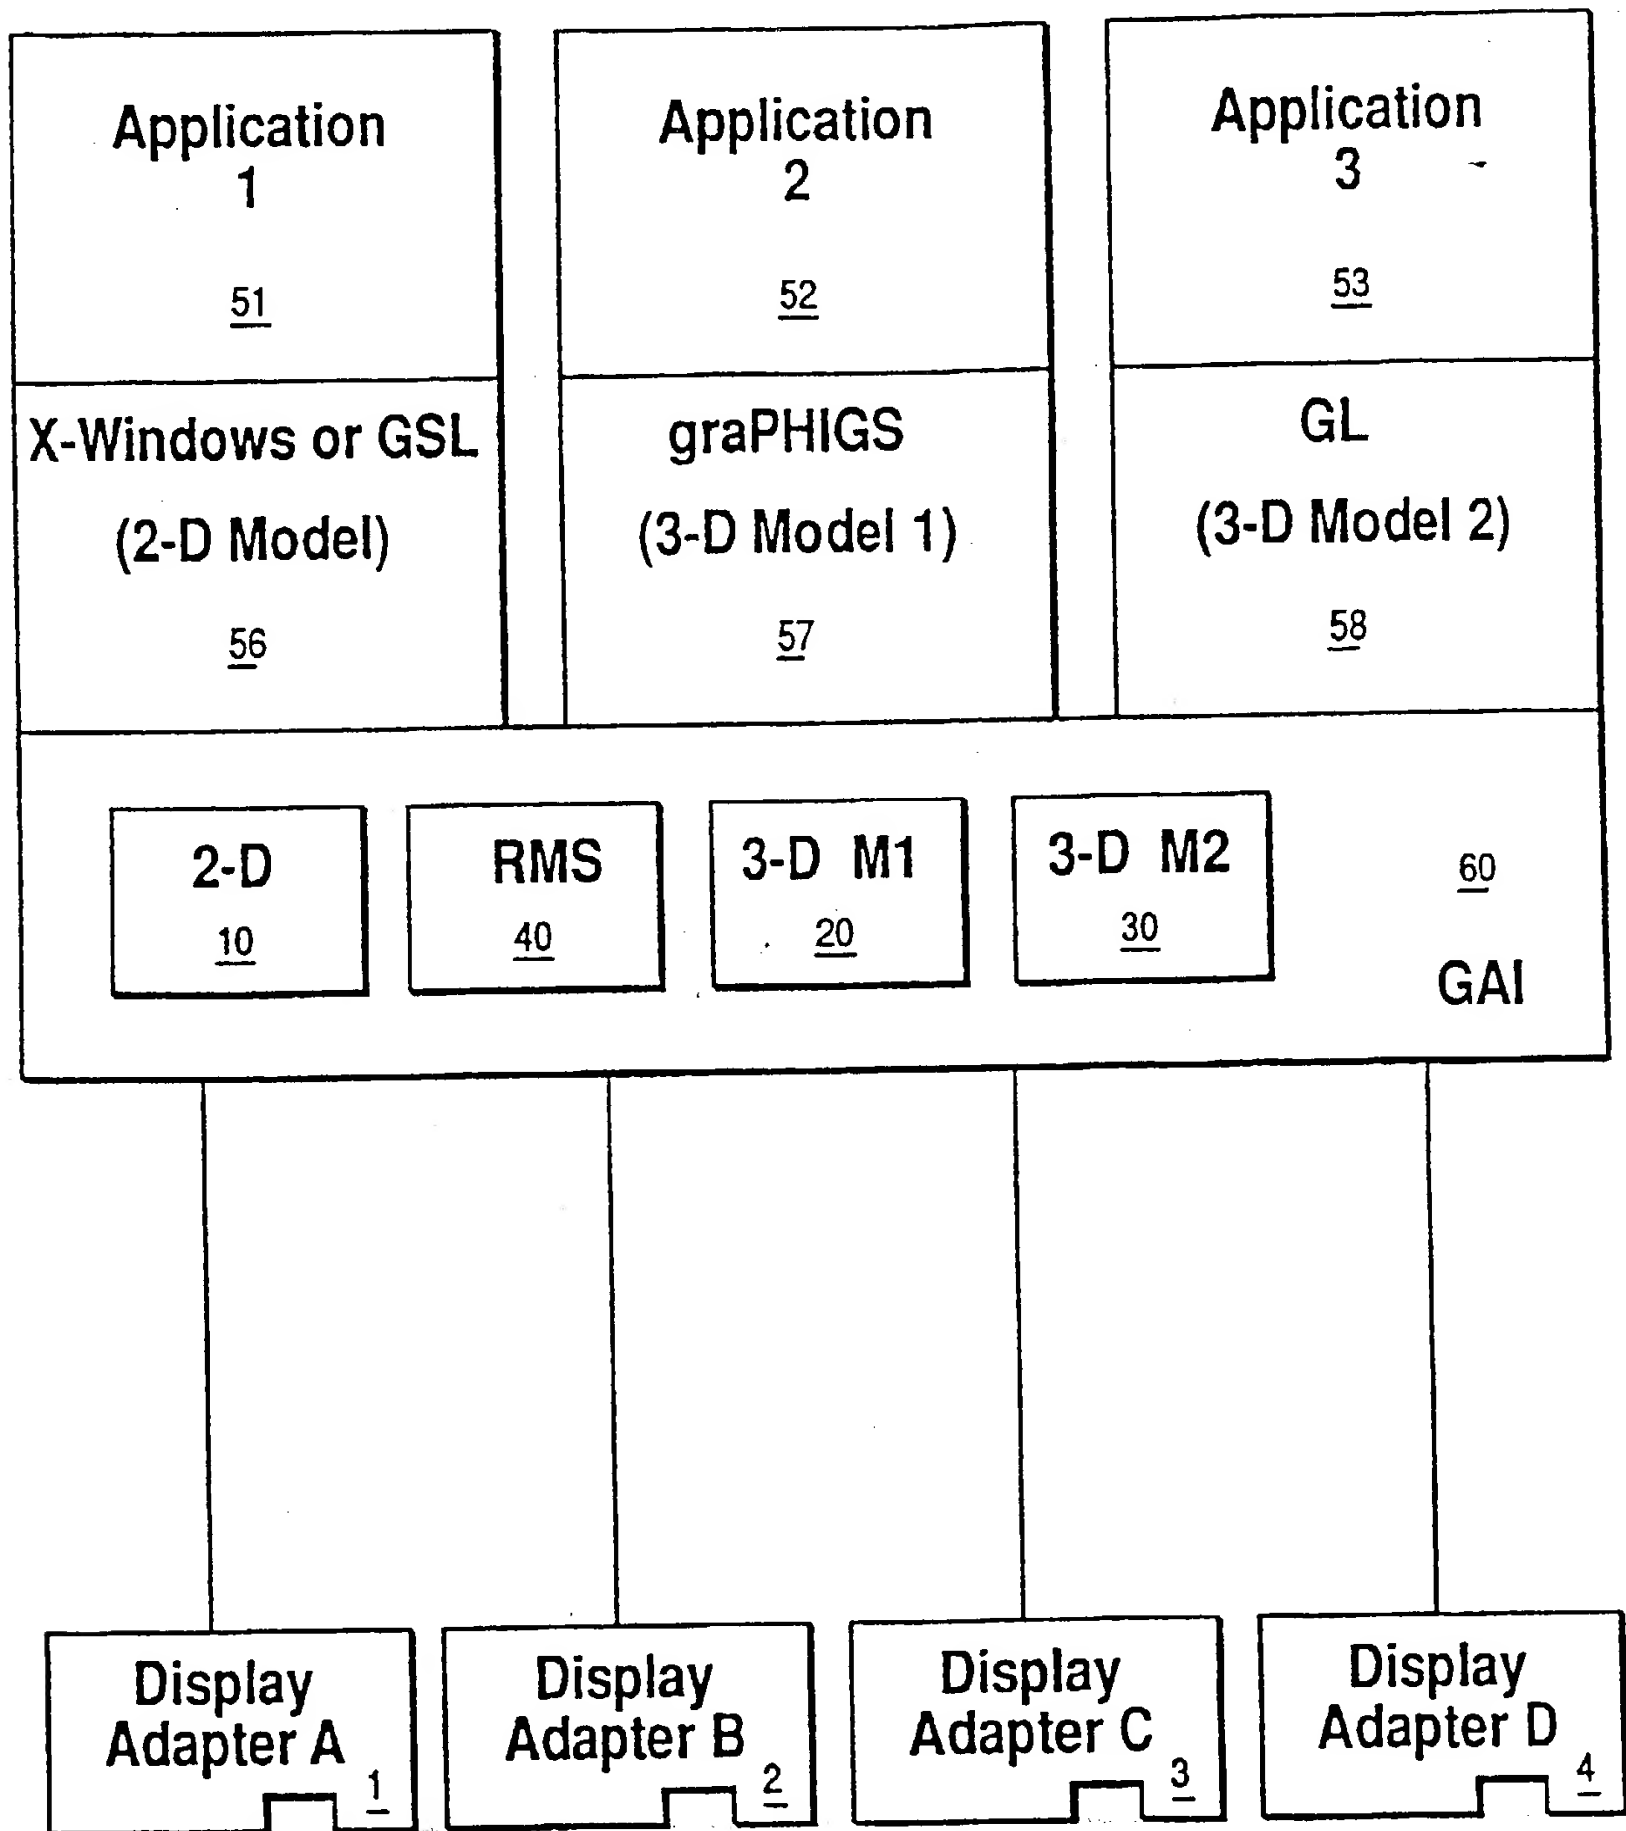 Application
1
51
Application
2
52
Application
3
53
X-Windows or GSL
(2-D Model)
56
graPHIGS
(3-D Model 1)
57
GL
(3-D Model 2)
58
2-D
10
RMS
40
3-D M1
20
3-D M2
30
60
GAI
Display
Adapter A
1
Display
Adapter B
2
Display
Adapter C
3
Display
Adapter D
4